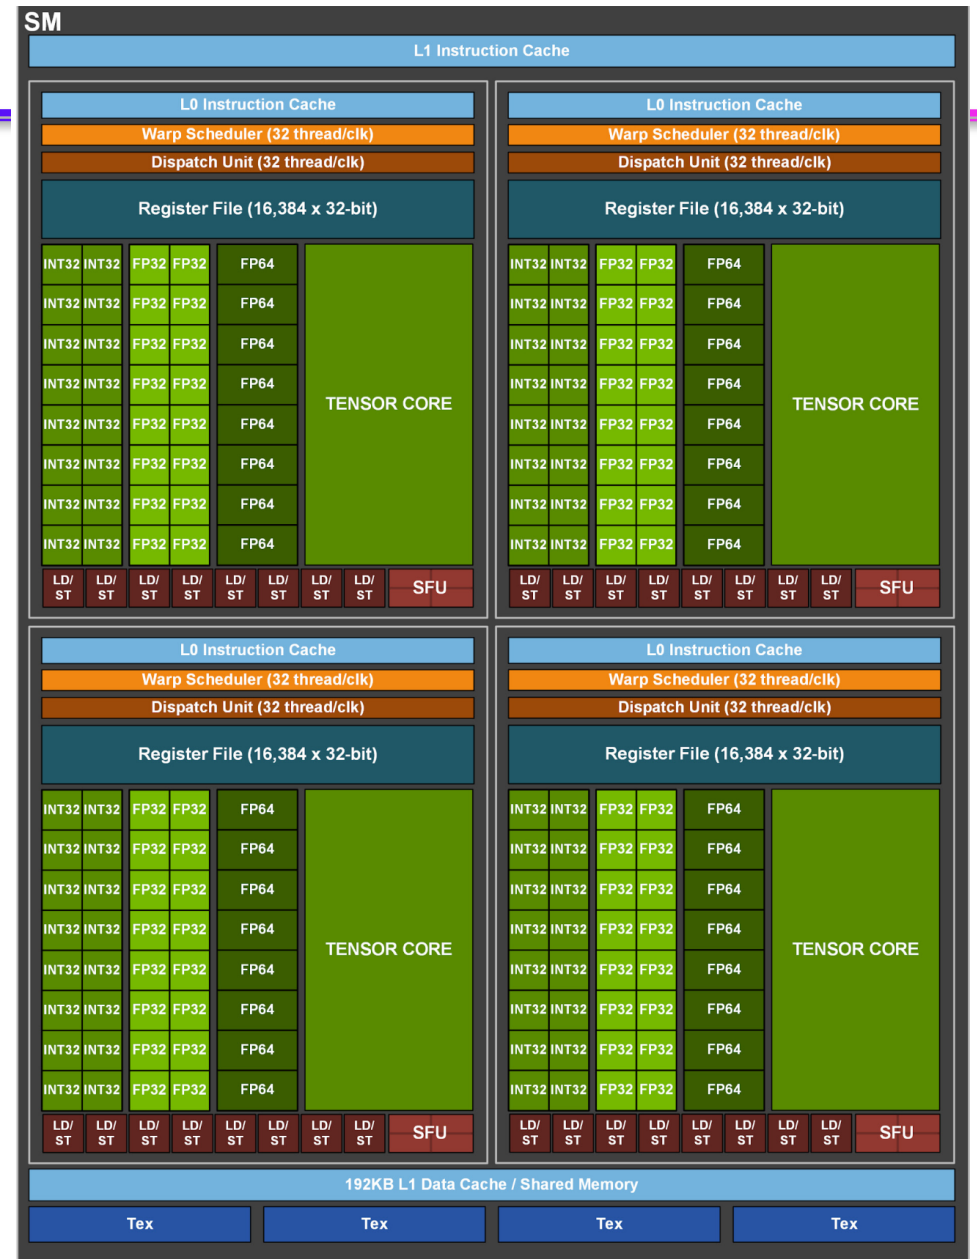 SM
L1 Instruction Cache
L0 Instruction Cache
Warp Scheduler (32 thread/clk)
Dispatch Unit (32 thread/clk)
Register File (16,384 x 32-bit)
INT32 INT32 FP32 FP32 FP64
INT32 INT32 FP32 FP32 FP64
INT32 INT32 FP32 FP32 FP64
INT32 INT32 FP32 FP32 FP64
TENSOR CORE
INT32 INT32 FP32 FP32 FP64
INT32 INT32 FP32 FP32 FP64
INT32 INT32 FP32 FP32 FP64
INT32 INT32 FP32 FP32 FP64
LD/ LD/ LD/ LD/ LD/ LD/ LD/ LD/
ST ST ST ST ST ST ST ST
SFU
L0 Instruction Cache
Warp Scheduler (32 thread/clk)
Dispatch Unit (32 thread/clk)
Register File (16,384 x 32-bit)
INT32 INT32 FP32 FP32 FP64
INT32 INT32 FP32 FP32 FP64
INT32 INT32 FP32 FP32 FP64
INT32 INT32 FP32 FP32 FP64
TENSOR CORE
INT32 INT32 FP32 FP32 FP64
INT32 INT32 FP32 FP32 FP64
INT32 INT32 FP32 FP32 FP64
INT32 INT32 FP32 FP32 FP64
LD/ LD/ LD/ LD/ LD/ LD/ LD/ LD/
ST ST ST ST ST ST ST ST
SFU
L0 Instruction Cache
Warp Scheduler (32 thread/clk)
Dispatch Unit (32 thread/clk)
Register File (16,384 x 32-bit)
INT32 INT32 FP32 FP32 FP64
INT32 INT32 FP32 FP32 FP64
INT32 INT32 FP32 FP32 FP64
INT32 INT32 FP32 FP32 FP64
TENSOR CORE
INT32 INT32 FP32 FP32 FP64
INT32 INT32 FP32 FP32 FP64
INT32 INT32 FP32 FP32 FP64
INT32 INT32 FP32 FP32 FP64
LD/ LD/ LD/ LD/ LD/ LD/ LD/ LD/
ST ST ST ST ST ST ST ST
SFU
L0 Instruction Cache
Warp Scheduler (32 thread/clk)
Dispatch Unit (32 thread/clk)
Register File (16,384 x 32-bit)
INT32 INT32 FP32 FP32 FP64
INT32 INT32 FP32 FP32 FP64
INT32 INT32 FP32 FP32 FP64
INT32 INT32 FP32 FP32 FP64
TENSOR CORE
INT32 INT32 FP32 FP32 FP64
INT32 INT32 FP32 FP32 FP64
INT32 INT32 FP32 FP32 FP64
INT32 INT32 FP32 FP32 FP64
LD/ LD/ LD/ LD/ LD/ LD/ LD/ LD/
ST ST ST ST ST ST ST ST
SFU
192KB L1 Data Cache / Shared Memory
Tex Tex Tex Tex